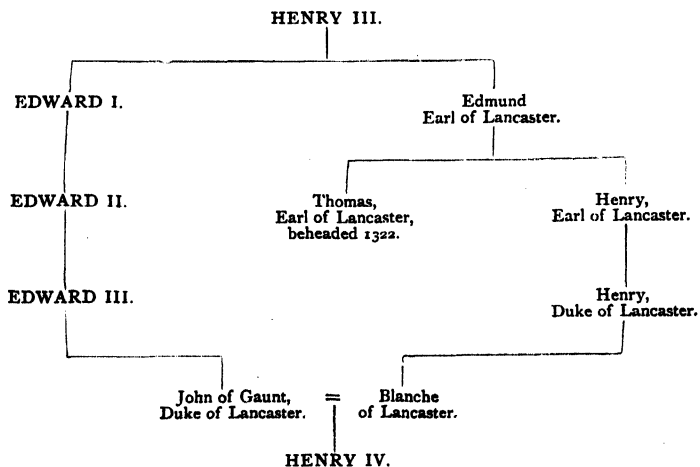 HENRY III.
EDWARD I.
Edmund
Earl of Lancaster.
EDWARD II.
Thomas,
Earl of Lancaster,
beheaded 1322.
Henry,
Earl of Lancaster.
EDWARD III.
Henry,
Duke of Lancaster.
John of Gaunt,
Duke of Lancaster.
=
Blanche
of Lancaster.
HENRY IV.